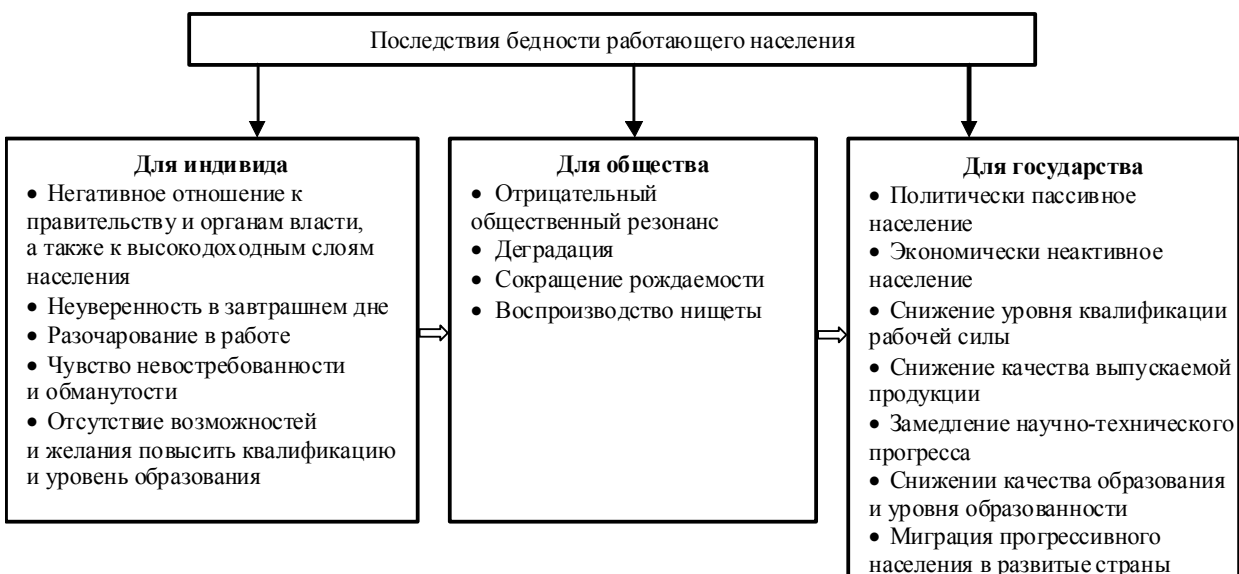 Последствия бедности работающего населения
Для индивида
• Негативное отношение к
правительству и органам власти,
а также к высокодоходным слоям
населения
• Неуверенность в завтрашнем дне
• Разочарование в работе
• Чувство невостребованности
и обманутости
• Отсутствие возможностей
и желания повысить квалификацию
и уровень образования
Для общества
• Отрицательный
общественный резонанс
• Деградация
• Сокращение рождаемости
• Воспроизводство нищеты
Для государства
• Политически пассивное
население
• Экономически неактивное
население
• Снижение уровня квалификации
рабочей силы
• Снижение качества выпускаемой
продукции
• Замедление научно-технического
прогресса
• Снижении качества образования
и уровня образованности
• Миграция прогрессивного
населения в развитые страны